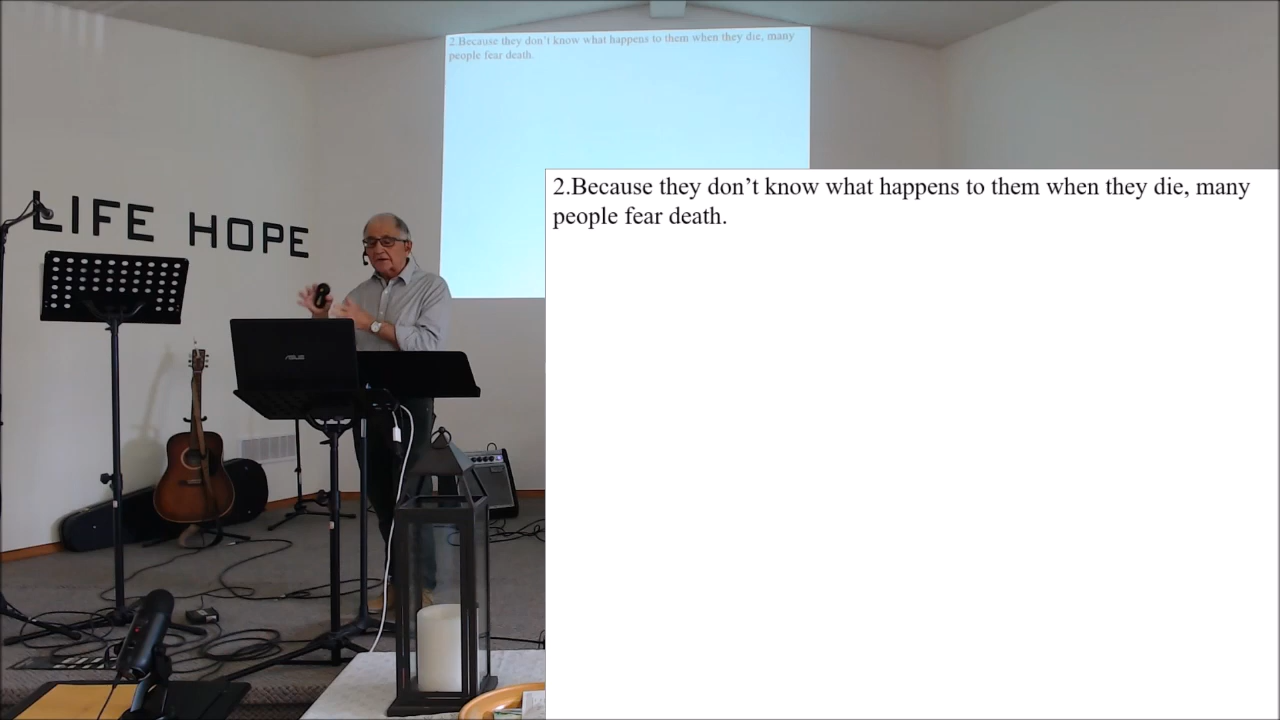 2.Because they don't know what happens to them when they die, many
people fear death.
LIFE HOPE
2.Because they don’t know what happens to them when they die, many
people fear death.
ASUS